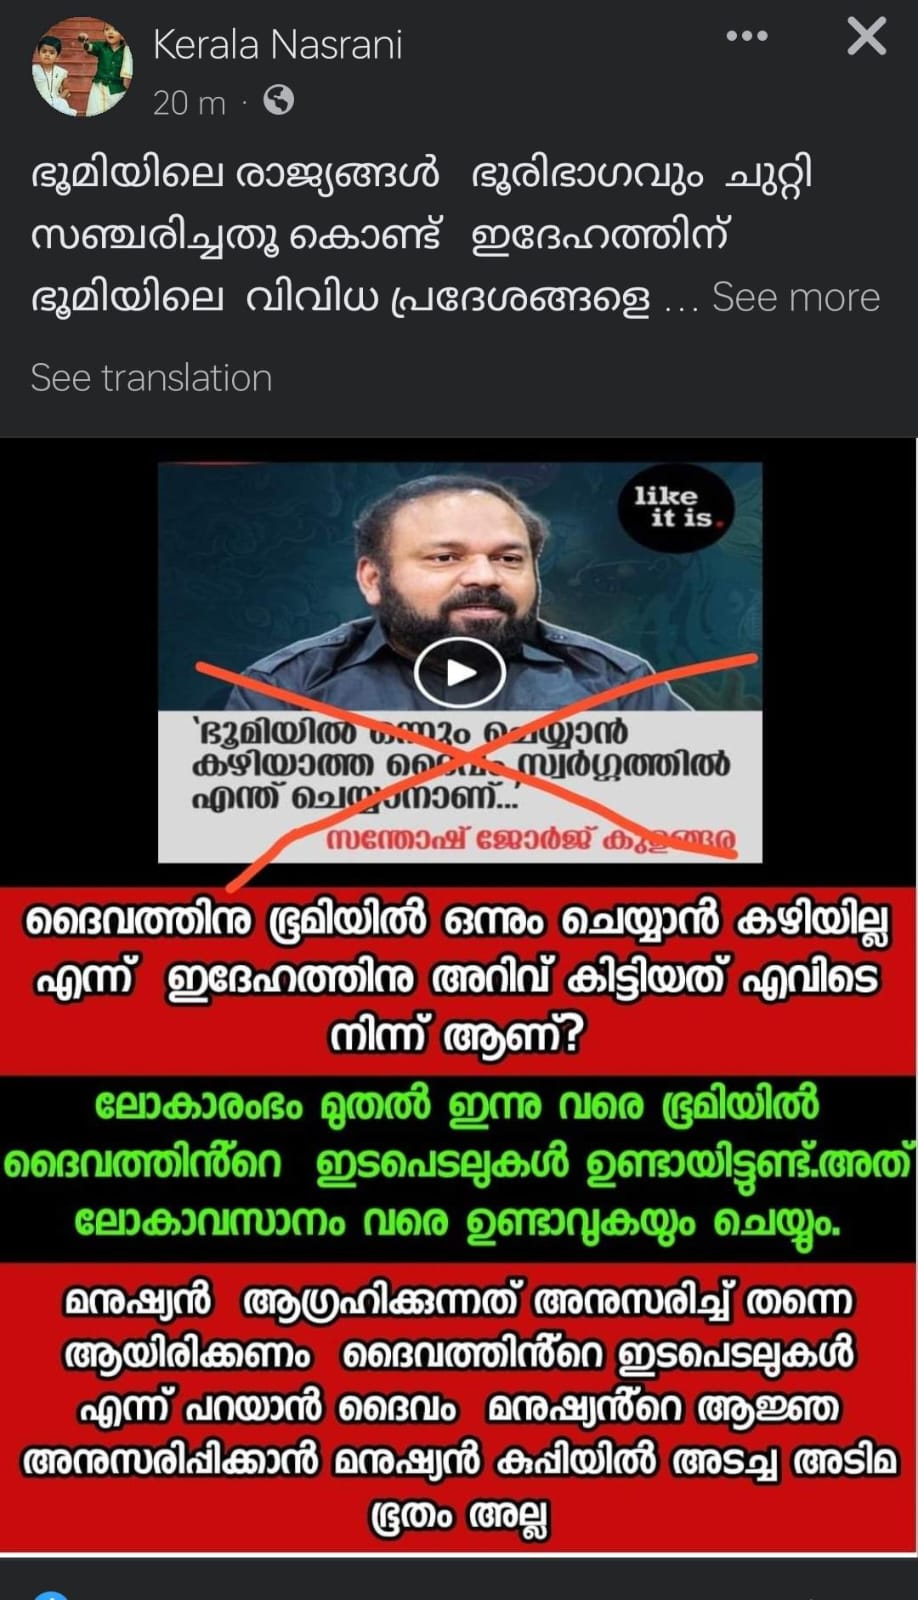 Kerala Nasrani
20 m ·
ഭൂമിയിലെ രാജ്യങ്ങൾ ഭൂരിഭാഗവും ചുറ്റി
സഞ്ചരിച്ചതൂ കൊണ്ട് ഇദേഹത്തിന്
ഭൂമിയിലെ വിവിധ പ്രദേശങ്ങളെ ... See more
See translation
like
it is.
'ഭൂമിയിൽ ഒന്നും ചെയ്യാൻ
കഴിയാത്ത ദൈവം സ്വർഗ്ഗത്തിൽ
എന്ത് ചെയ്യാനാണ്...'
സന്തോഷ് ജോർജ് കുളങ്ങര
ദൈവത്തിനു ഭൂമിയിൽ ഒന്നും ചെയ്യാൻ കഴിയില്ല
എന്ന് ഇദേഹത്തിനു അറിവ് കിട്ടിയത് എവിടെ
നിന്ന് ആണ്?
ലോകാരംഭം മുതൽ ഇന്നു വരെ ഭൂമിയിൽ
ദൈവത്തിൻറെ ഇടപെടലുകൾ ഉണ്ടായിട്ടുണ്ട്.അത്
ലോകാവസാനം വരെ ഉണ്ടാവുകയും ചെയ്യും.
മനുഷ്യൻ ആഗ്രഹിക്കുന്നത് അനുസരിച്ച് തന്നെ
ആയിരിക്കണം ദൈവത്തിൻറെ ഇടപെടലുകൾ
എന്ന് പറയാൻ ദൈവം മനുഷ്യൻറെ ആജ്ഞ
അനുസരിപ്പിക്കാൻ മനുഷ്യൻ കുപ്പിയിൽ അടച്ച അടിമ
ഭൂതം അല്ല